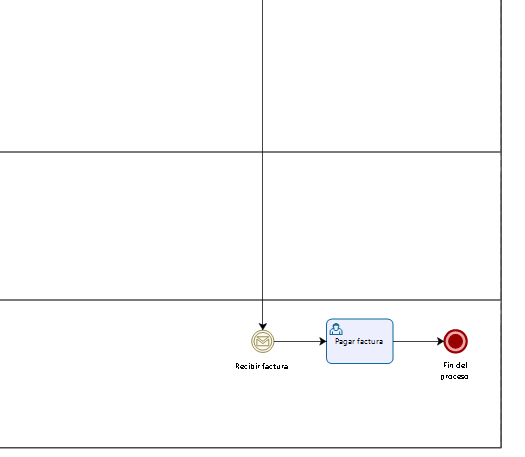 Recibir factura
Pagar factura
Fin del
proceso